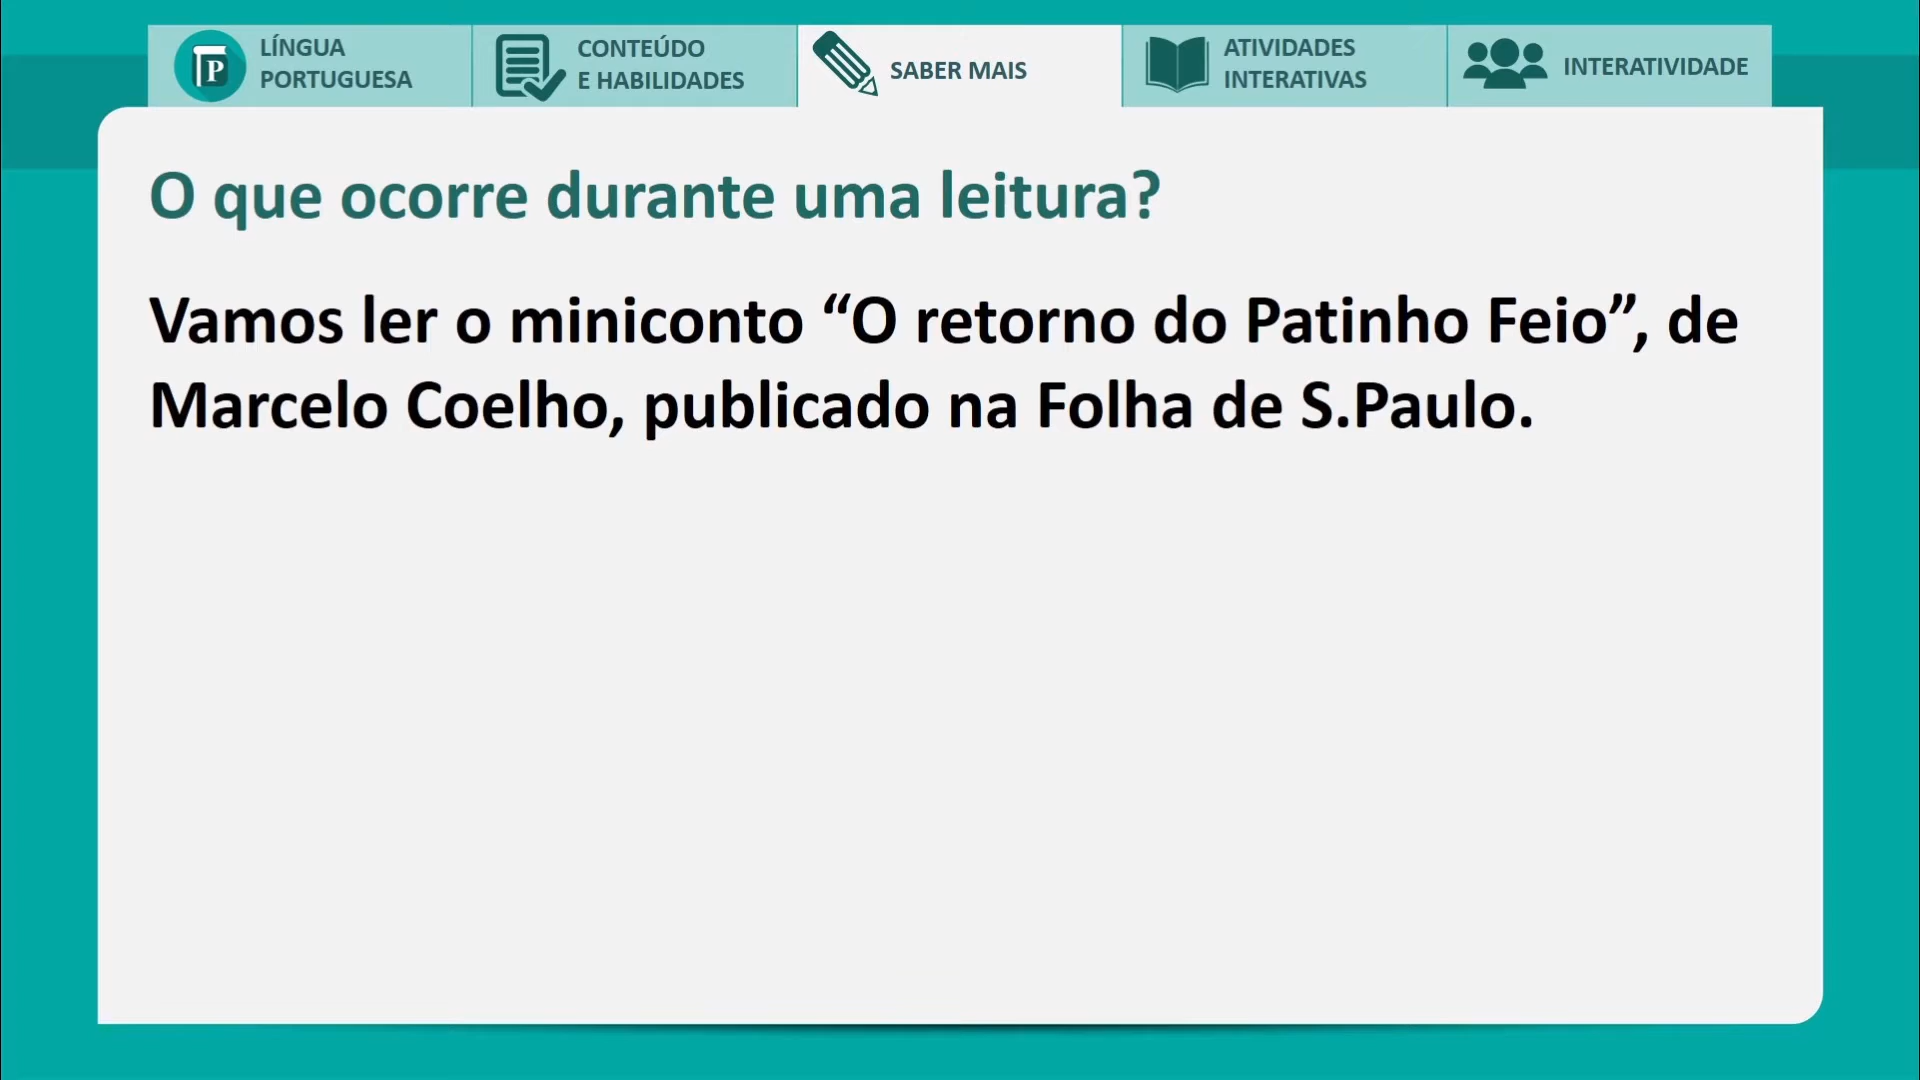 LÍNGUA
PORTUGUESA
CONTEÚDO
E HABILIDADES
SABER MAIS
ATIVIDADES
INTERATIVAS
INTERATIVIDADE
P
O que ocorre durante uma leitura?
Vamos ler o miniconto “O retorno do Patinho Feio”, de
Marcelo Coelho, publicado na Folha de S.Paulo.